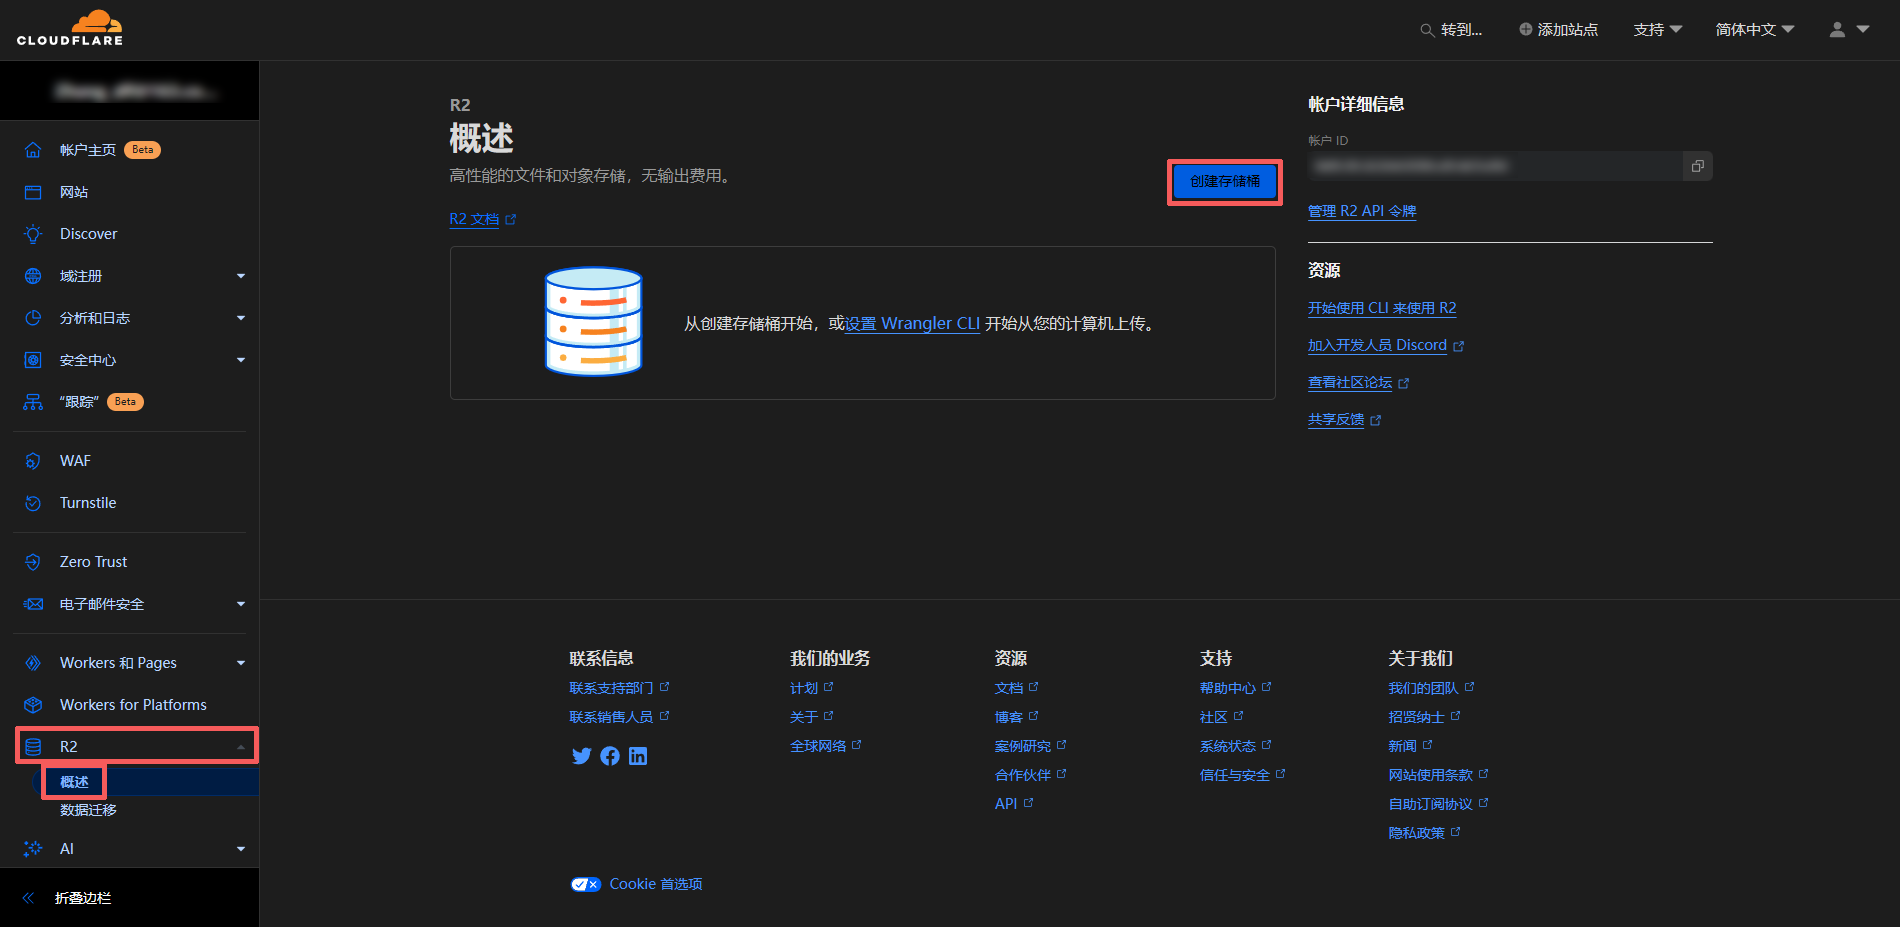 CLOUDFLARE
转到...
添加站点
支持
简体中文
帐户主页 Beta
网站
Discover
域注册
分析和日志
安全中心
“跟踪” Beta
WAF
Turnstile
Zero Trust
电子邮件安全
Workers 和 Pages
Workers for Platforms
R2
概述
数据迁移
AI
折叠边栏
R2
概述
高性能的文件和对象存储，无输出费用。
创建存储桶
R2 文档
从创建存储桶开始，或设置 Wrangler CLI 开始从您的计算机上传。
帐户详细信息
帐户 ID
管理 R2 API 令牌
资源
开始使用 CLI 来使用 R2
加入开发人员 Discord
查看社区论坛
共享反馈
联系信息
联系支持部门
联系销售人员
我们的业务
计划
关于
全球网络
资源
文档
博客
案例研究
合作伙伴
API
支持
帮助中心
社区
系统状态
信任与安全
关于我们
我们的团队
招贤纳士
新闻
网站使用条款
自助订阅协议
隐私政策
Cookie 首选项